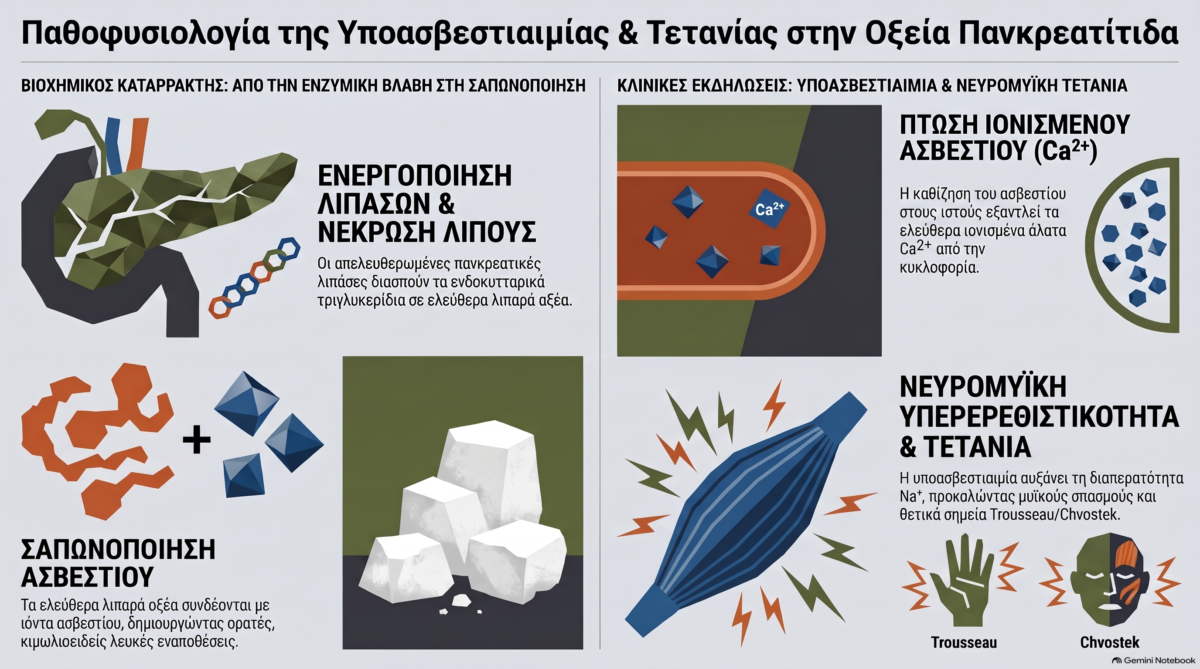 Παθοφυσιολογία της Υποασβεστιαιμίας & Τετανίας στην Οξεία Πανκρεατίτιδα
ΒΙΟΧΗΜΙΚΟΣ ΚΑΤΑΡΡΑΚΤΗΣ: ΑΠΟ ΤΗΝ ΕΝΖΥΜΙΚΗ ΒΛΑΒΗ ΣΤΗ ΣΑΠΩΝΟΠΟΙΗΣΗ
ΕΝΕΡΓΟΠΟΙΗΣΗ
ΛΙΠΑΣΩΝ &
ΝΕΚΡΩΣΗ ΛΙΠΟΥΣ
Οι απελευθερωμένες πανκρεατικές
λιπάσες διασπούν τα ενδοκυτταρικά
τριγλυκερίδια σε ελεύθερα λιπαρά αξέα.
+
ΣΑΠΩΝΟΠΟΙΗΣΗ
ΑΣΒΕΣΤΙΟΥ
Τα ελεύθερα λιπαρά οξέα συνδέονται με
ιόντα ασβεστίου, δημιουργώντας ορατές,
κιμωλιοειδείς λευκές εναποθέσεις.
ΚΛΙΝΙΚΕΣ ΕΚΔΗΛΩΣΕΙΣ: ΥΠΟΑΣΒΕΣΤΙΑΙΜΙΑ & ΝΕΥΡΟΜΥΪΚΗ ΤΕΤΑΝΙΑ
Ca²⁺
ΠΤΩΣΗ ΙΟΝΙΣΜΕΝΟΥ
ΑΣΒΕΣΤΙΟΥ (Ca²⁺)
Η καθίζηση του ασβεστίου
στους ιστούς εξαντλεί τα
ελεύθερα ιονισμένα άλατα
Ca²⁺ από την
κυκλοφορία.
ΝΕΥΡΟΜΥΪΚΗ
ΥΠΕΡΕΡΕΘΙΣΤΙΚΟΤΗΤΑ
& ΤΕΤΑΝΙΑ
Η υποασβεστιαιμία αυξάνει τη διαπερατότητα
Na⁺, προκαλώντας μυϊκούς σπασμούς και
θετικά σημεία Trousseau/Chvostek.
Trousseau
Chvostek
Gemini Notebook